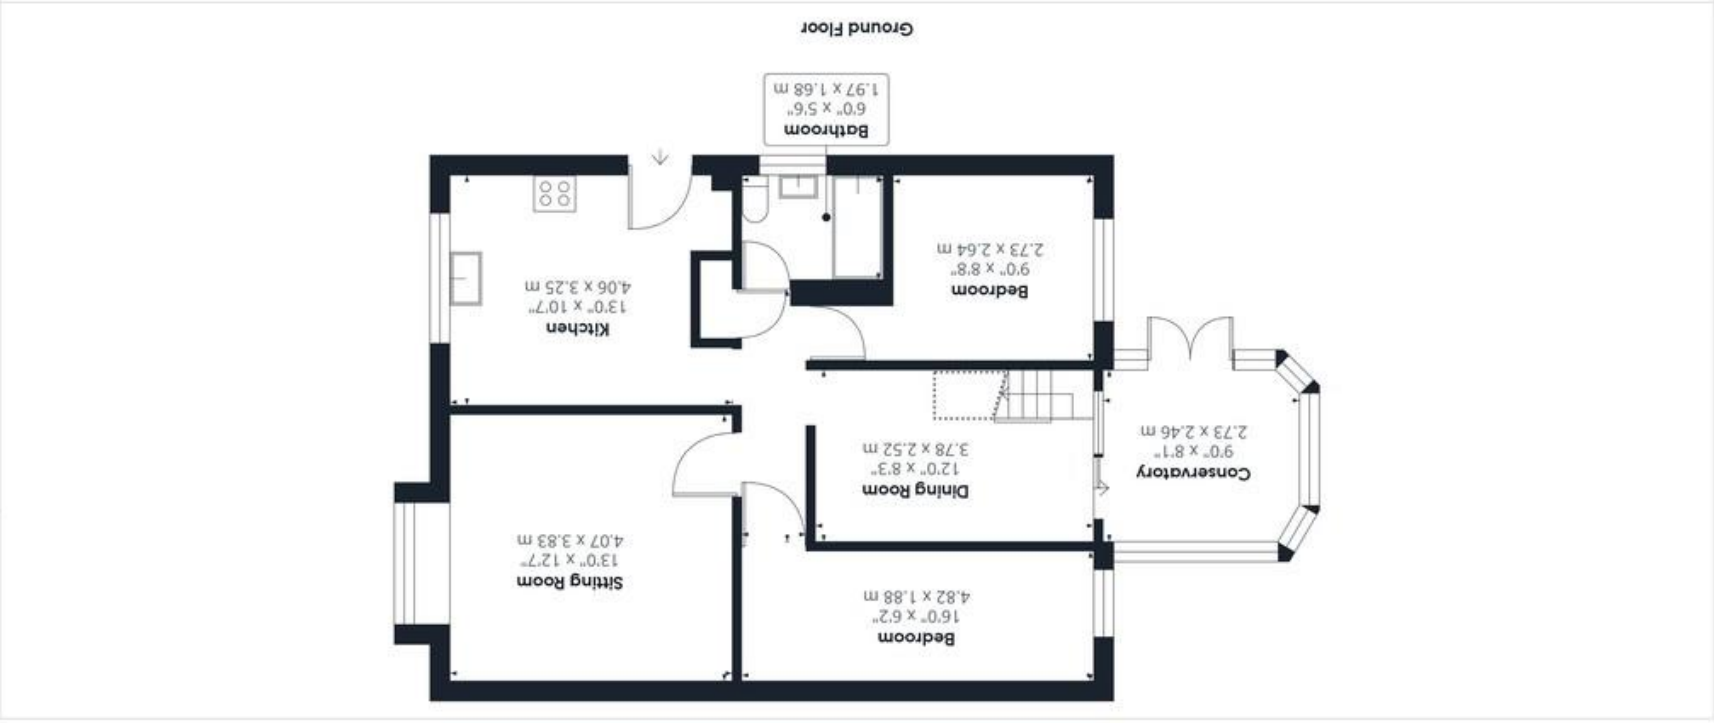 Bedroom
16'0" x 6'2"
4.82 x 1.88 m
Sitting Room
13'0" x 12'7"
4.07 x 3.83 m
Dining Room
12'0" x 8'3"
3.78 x 2.52 m
Conservatory
9'0" x 8'1"
2.73 x 2.46 m
Kitchen
13'0" x 10'7"
4.06 x 3.25 m
Bedroom
9'0" x 8'8"
2.73 x 2.64 m
Bathroom
6'0" x 5'6"
1.97 x 1.68 m
Ground Floor